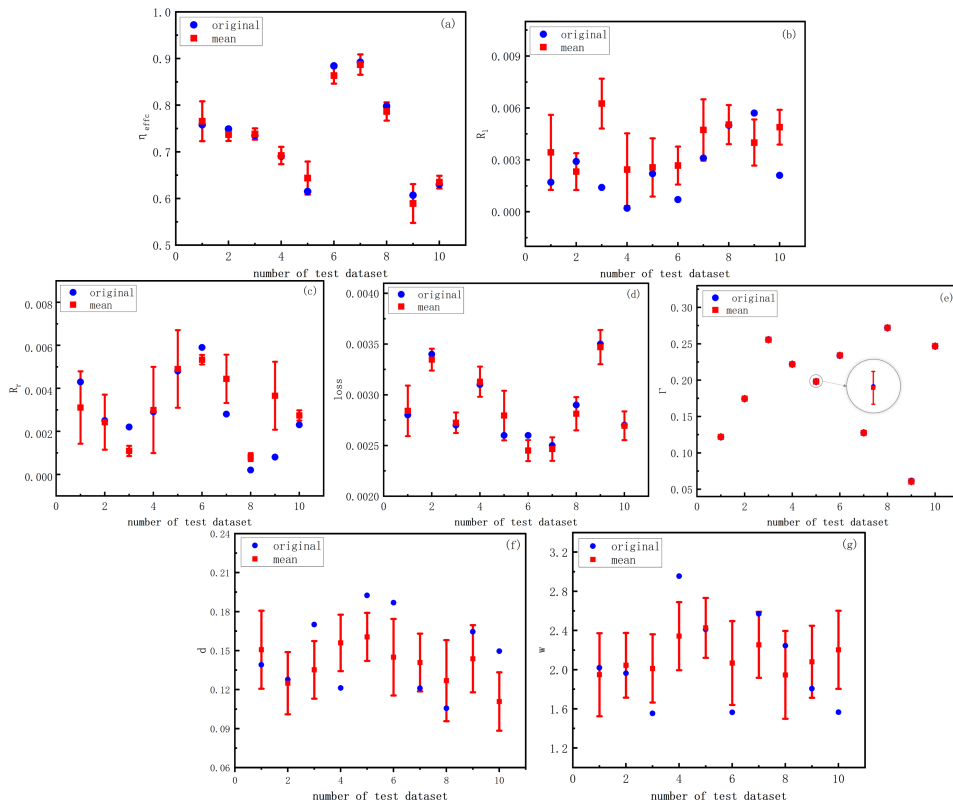 original
mean
(a)
1.0
0.9
0.8
0.7
0.6
0.5
η effc
0 2 4 6 8 10
number of test dataset
original
mean
(b)
0.009
0.006
0.003
0.000
R₁
0 2 4 6 8 10
number of test dataset
original
mean
(c)
0.008
0.006
0.004
0.002
0.000
Rᵣ
0 2 4 6 8 10
number of test dataset
original
mean
(d)
0.0040
0.0035
0.0030
0.0025
0.0020
loss
0 2 4 6 8 10
number of test dataset
original
mean
(e)
0.30
0.25
0.20
0.15
0.10
0.05
Γ
0 2 4 6 8 10
number of test dataset
original
mean
(f)
0.24
0.21
0.18
0.15
0.12
0.09
0.06
d
0 2 4 6 8 10
number of test dataset
original
mean
(g)
3.2
2.8
2.4
2.0
1.6
1.2
w
0 2 4 6 8 10
number of test dataset